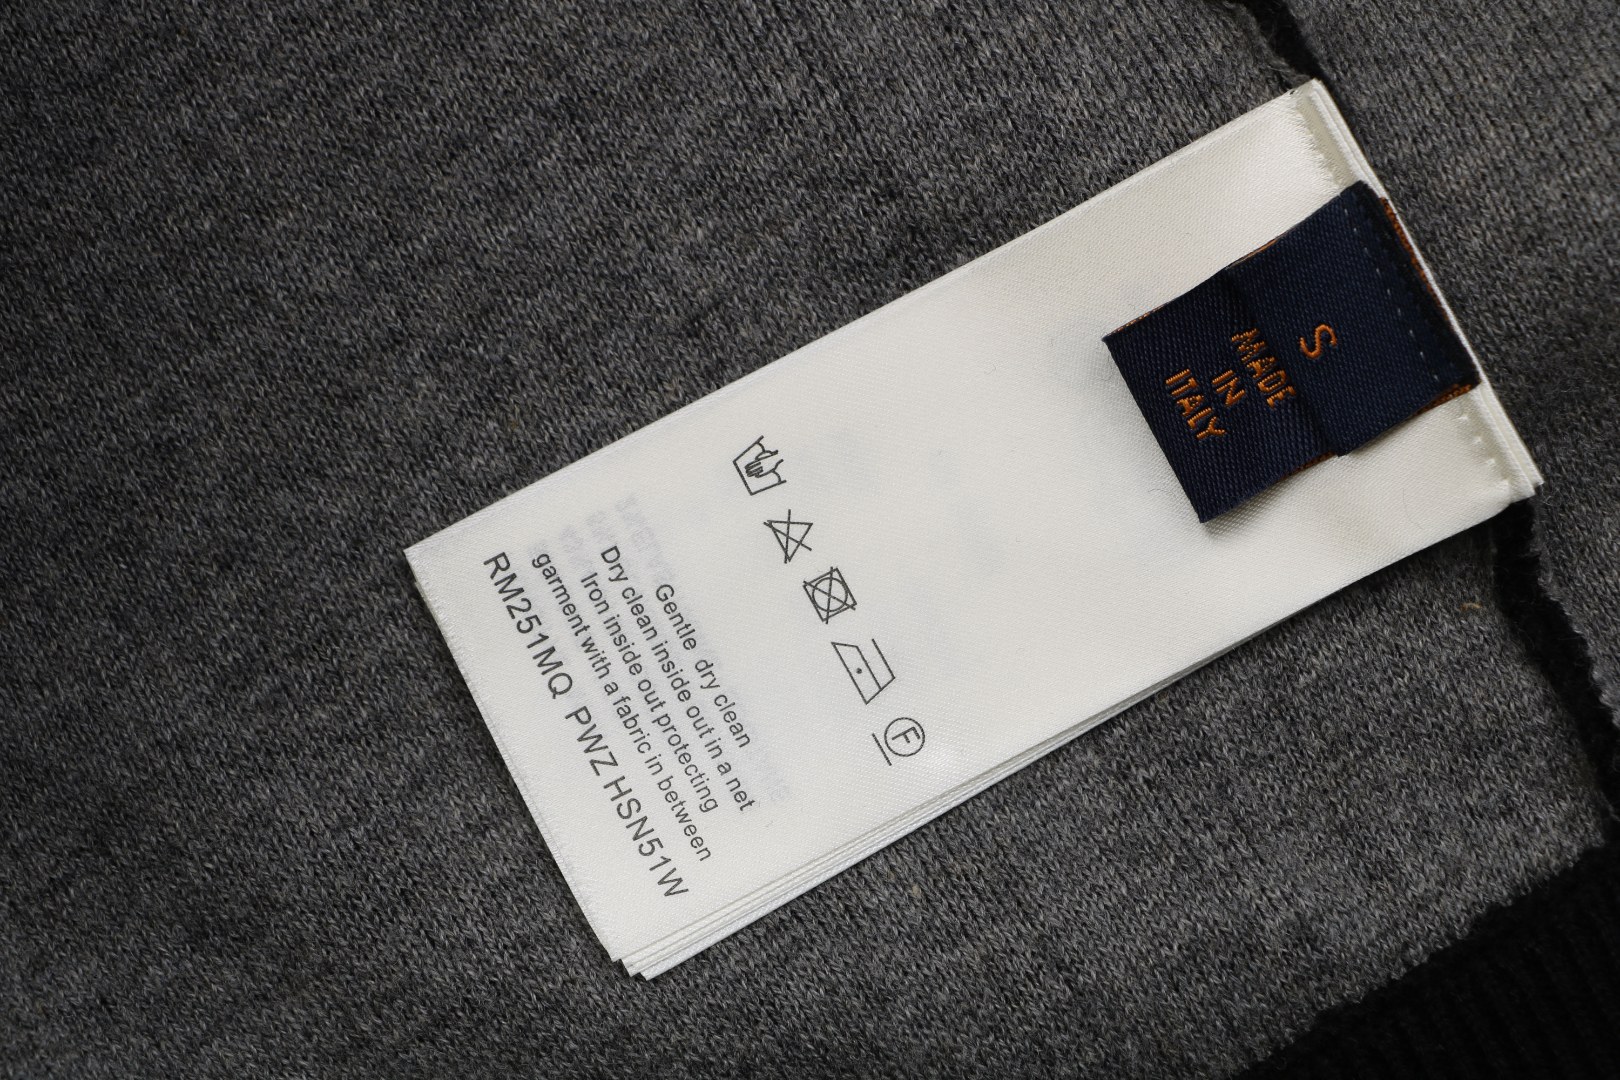 S
MADE
IN
ITALY
F
Gentle dry clean
Dry clean inside out in a net
Iron inside out protecting
garment with a fabric in between
RM251MQ PWZ HSN51W